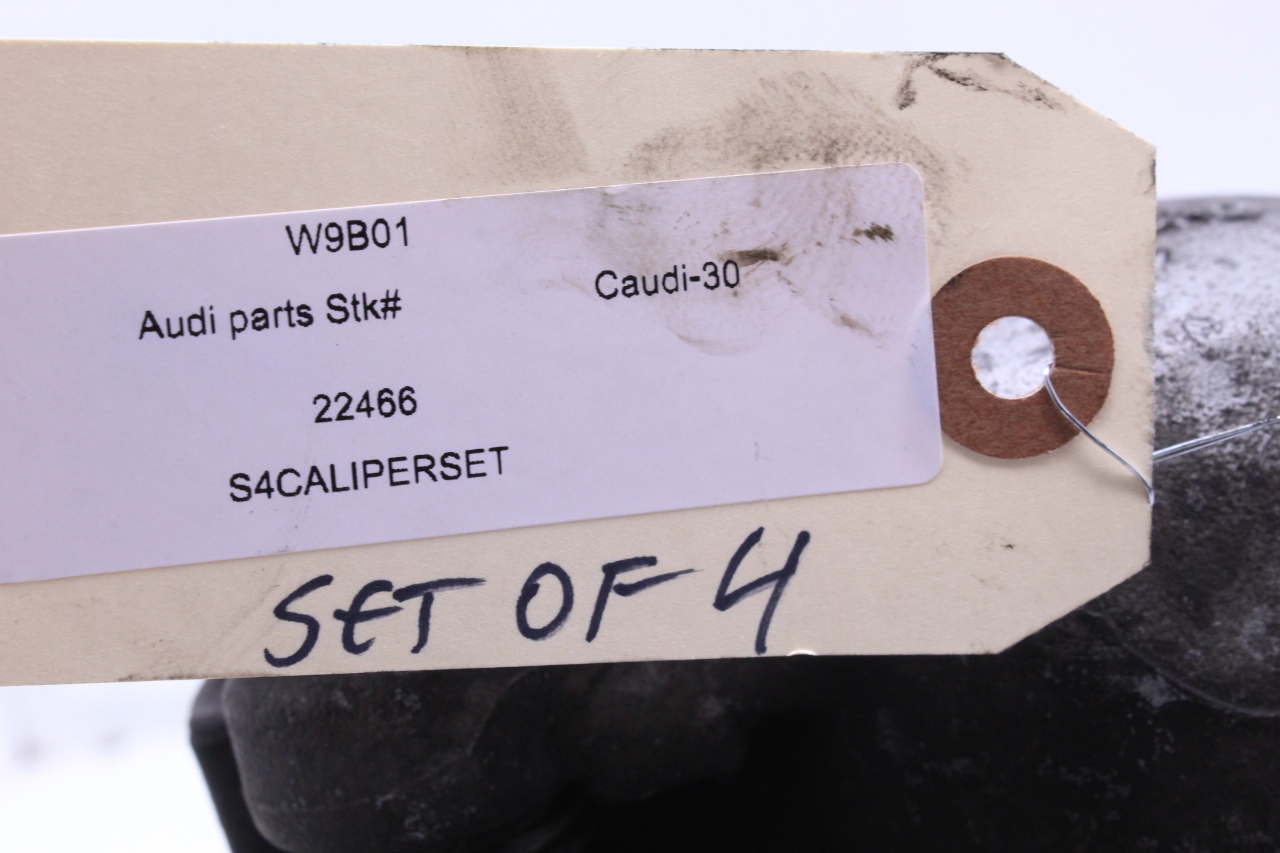 W9B01
Audi parts Stk#
Caudi-30
22466
S4CALIPERSET
SET OF 4